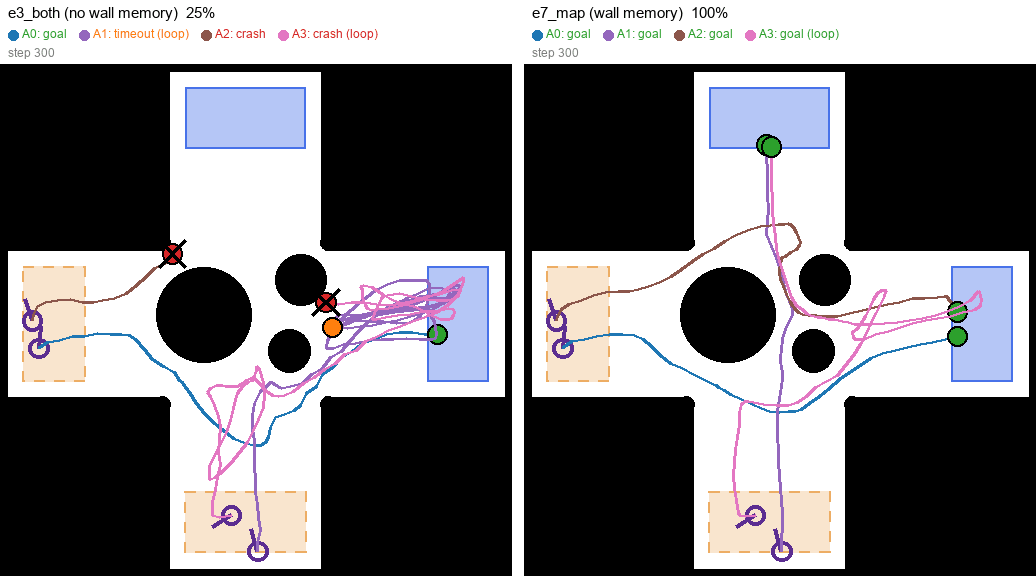 e3_both (no wall memory)  25%
A0: goal A1: timeout (loop) A2: crash A3: crash (loop)
step 300
e7_map (wall memory)  100%
A0: goal A1: goal A2: goal A3: goal (loop)
step 300